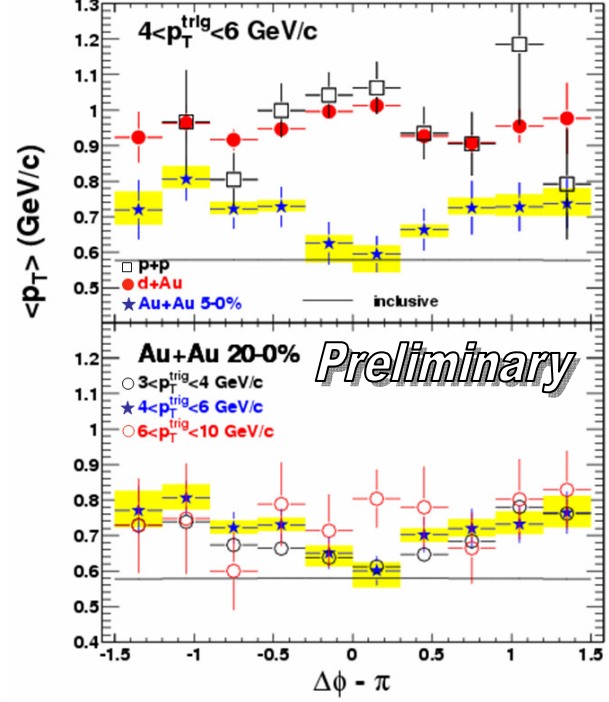 4<p_T^trig<6 GeV/c
1.3
1.2
1.1
1
0.9
0.8
0.7
0.6
0.5
<p_T> (GeV/c)
p+p
d+Au
Au+Au 5-0%
inclusive
Au+Au 20-0%
Preliminary
3<p_T^trig<4 GeV/c
4<p_T^trig<6 GeV/c
6<p_T^trig<10 GeV/c
1.2
1.1
1
0.9
0.8
0.7
0.6
0.5
0.4
-1.5 -1 -0.5 0 0.5 1 1.5
Δϕ - π